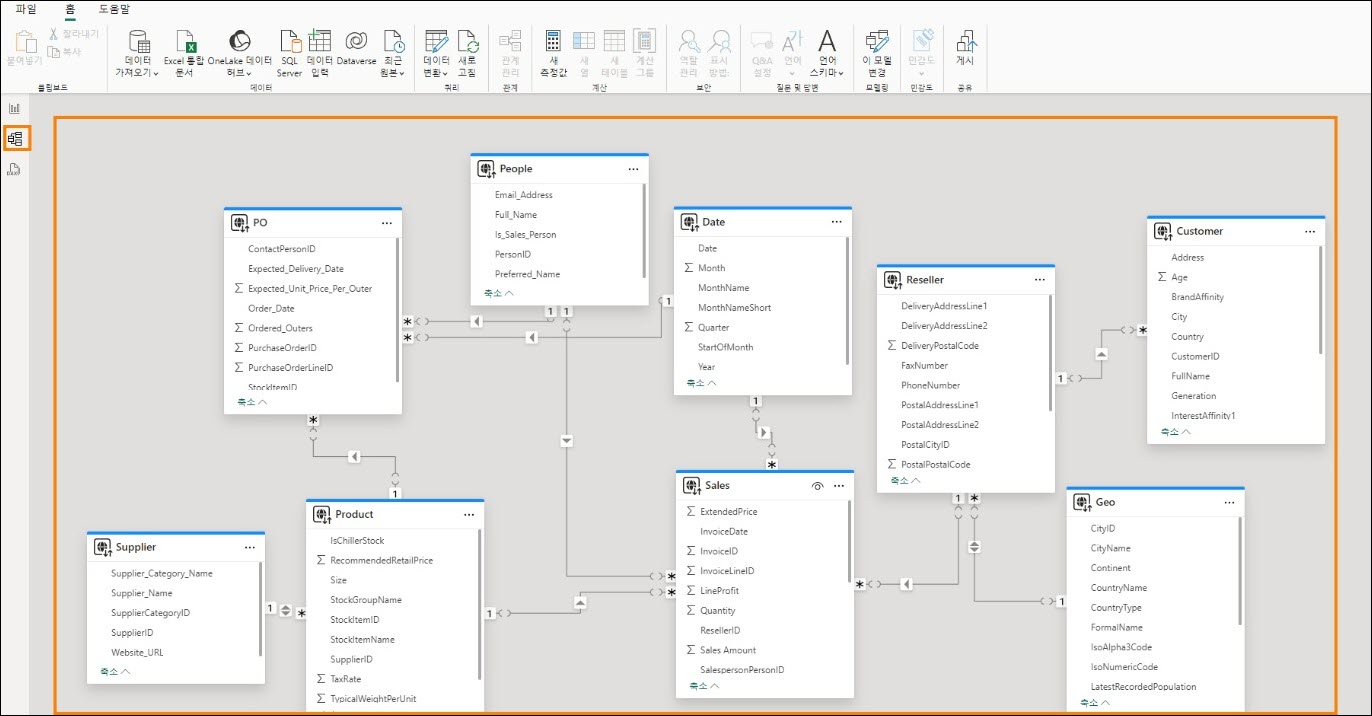 파일 홈 도움말
붙여넣기
잘라내기
복사
클립보드
데이터 가져오기
Excel 통합 문서
OneLake 데이터 허브
SQL Server
데이터 입력
Dataverse
최근 원본
데이터
데이터 변환
새로 고침
쿼리
관계 관리
관계
새 측정값
새 열
새 테이블
계산 그룹
계산
역할 관리
표시 방법:
보안
Q&A 설정
언어
언어 스키마
질문 및 답변
이 모델 변경
모델링
민감도
민감도
게시
공유
People
Email_Address
Full_Name
Is_Sales_Person
PersonID
Preferred_Name
축소
PO
ContactPersonID
Expected_Delivery_Date
Expected_Unit_Price_Per_Outer
Order_Date
Ordered_Outers
PurchaseOrderID
PurchaseOrderLineID
StockItemID
축소
Date
Date
Month
MonthName
MonthNameShort
Quarter
StartOfMonth
Year
축소
Reseller
DeliveryAddressLine1
DeliveryAddressLine2
DeliveryPostalCode
FaxNumber
PhoneNumber
PostalAddressLine1
PostalAddressLine2
PostalCityID
PostalPostalCode
축소
Customer
Address
Age
BrandAffinity
City
Country
CustomerID
FullName
Generation
InterestAffinity1
축소
Supplier
Supplier_Category_Name
Supplier_Name
SupplierCategoryID
SupplierID
Website_URL
축소
Product
IsChillerStock
RecommendedRetailPrice
Size
StockGroupName
StockItemID
StockItemName
SupplierID
TaxRate
TypicalWeightPerUnit
Sales
ExtendedPrice
InvoiceDate
InvoiceID
InvoiceLineID
LineProfit
Quantity
ResellerID
Sales Amount
SalespersonPersonID
축소
Geo
CityID
CityName
Continent
CountryName
CountryType
FormalName
IsoAlpha3Code
IsoNumericCode
LatestRecordedPopulation
축소